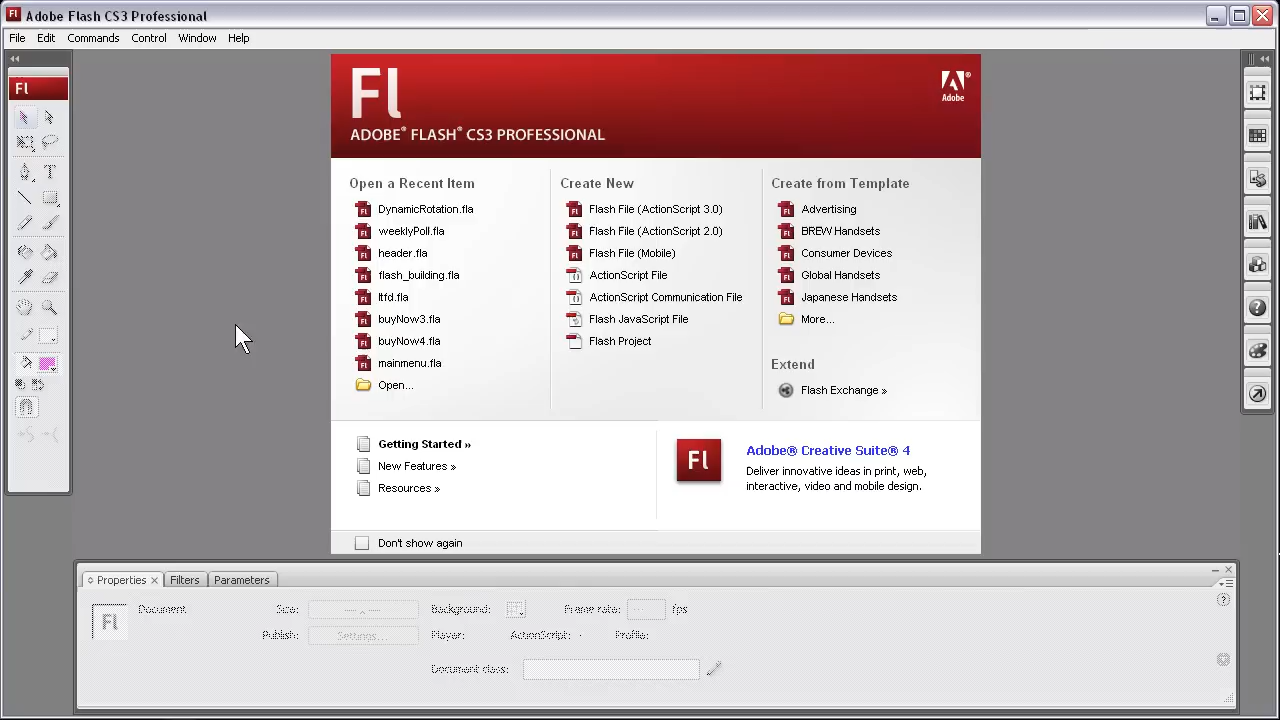 Fl Adobe Flash CS3 Professional
File Edit Commands Control Window Help
Fl
Fl
Adobe
ADOBE® FLASH® CS3 PROFESSIONAL
Open a Recent Item
DynamicRotation.fla
weeklyPoll.fla
header.fla
flash_building.fla
ltfd.fla
buyNow3.fla
buyNow4.fla
mainmenu.fla
Open...
Create New
Flash File (ActionScript 3.0)
Flash File (ActionScript 2.0)
Flash File (Mobile)
ActionScript File
ActionScript Communication File
Flash JavaScript File
Flash Project
Create from Template
Advertising
BREW Handsets
Consumer Devices
Global Handsets
Japanese Handsets
More...
Extend
Flash Exchange »
Getting Started »
New Features »
Resources »
Fl
Adobe® Creative Suite® 4
Deliver innovative ideas in print, web,
interactive, video and mobile design.
Don't show again
Properties Filters Parameters
Fl
Document Size: Background: Frame rate: fps
Publish: Settings... Player: ActionScript: Profile:
Document class: